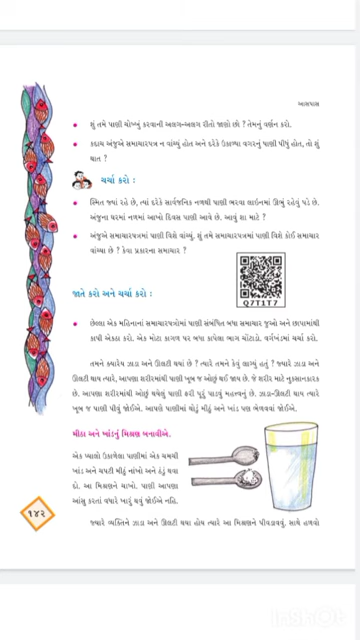 આસપાસ
શું તમે પાણી ચોખ્ખું કરવાની અલગ-અલગ રીતો જાણો છો ? તેમનું વર્ણન કરો.
કદાચ અંજુએ સમાચારપત્ર ન વાંચ્યું હોત અને દરેકે ઉકાળ્યા વગરનું પાણી પીધું હોત, તો શું
થાત ?
ચર્ચા કરો :
સ્મિત જ્યાં રહે છે, ત્યાં દરેકે સાર્વજનિક નળથી પાણી ભરવા લાઇનમાં ઊભું રહેવું પડે છે.
અંજુના ઘરમાં નળમાં આખો દિવસ પાણી આવે છે. આવું શા માટે ?
અંજુએ સમાચારપત્રમાં પાણી વિશે વાંચ્યું. શું તમે સમાચારપત્રમાં પાણી વિશે કોઈ સમાચાર
વાંચ્યા છે ? કેવા પ્રકારના સમાચાર ?
Q7T1T7
જાતે કરો અને ચર્ચા કરો :
છેલ્લા એક મહિનાનાં સમાચારપત્રોમાં પાણી સંબંધિત બધા સમાચાર જુઓ અને છાપામાંથી
કાપી એકઠા કરો. એક મોટા કાગળ પર બધા કાપેલા ભાગ ચોંટાડો. વર્ગખંડમાં ચર્ચા કરો.
તમને ક્યારેય ઝાડા અને ઊલટી થયાં છે ? ત્યારે તમને કેવું લાગ્યું હતું ? જ્યારે ઝાડા અને
ઊલટી થાય ત્યારે, આપણા શરીરમાંથી પાણી ખૂબ જ ઓછું થઈ જાય છે. જે શરીર માટે નુકસાનકારક
છે. આપણા શરીરમાંથી ઓછું થયેલું પાણી ફરી પૂરું પાડવું મહત્ત્વનું છે. ઝાડા-ઊલટી થાય ત્યારે
ખૂબ જ પાણી પીવું જોઈએ. આપણે પાણીમાં થોડું મીઠું અને ખાંડ પણ ભેળવવાં જોઈએ.
મીઠા અને ખાંડનું મિશ્રણ બનાવીએ.
એક પ્યાલો ઉકાળેલા પાણીમાં એક ચમચી
ખાંડ અને ચપટી મીઠું નાંખો અને ઠંડું થવા
દો. આ મિશ્રણને ચાખો. પાણી આપણા
આંસુ કરતાં વધારે ખારું થવું જોઈએ નહિ.
જ્યારે વ્યક્તિને ઝાડા અને ઊલટી થયા હોય ત્યારે આ મિશ્રણને પીવડાવવું. સાથે હળવો
૧૪૨
inshot